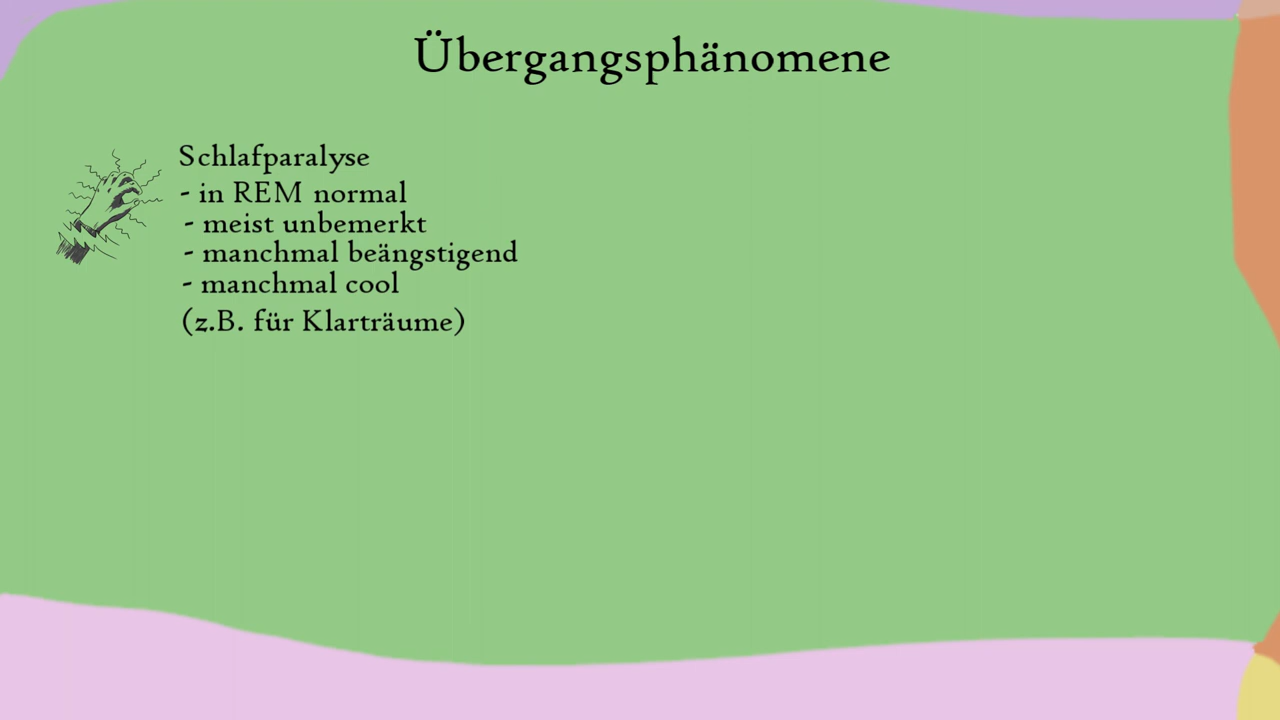 Übergangsphänomene
Schlafparalyse
- in REM normal
- meist unbemerkt
- manchmal beängstigend
- manchmal cool
(z.B. für Klarträume)